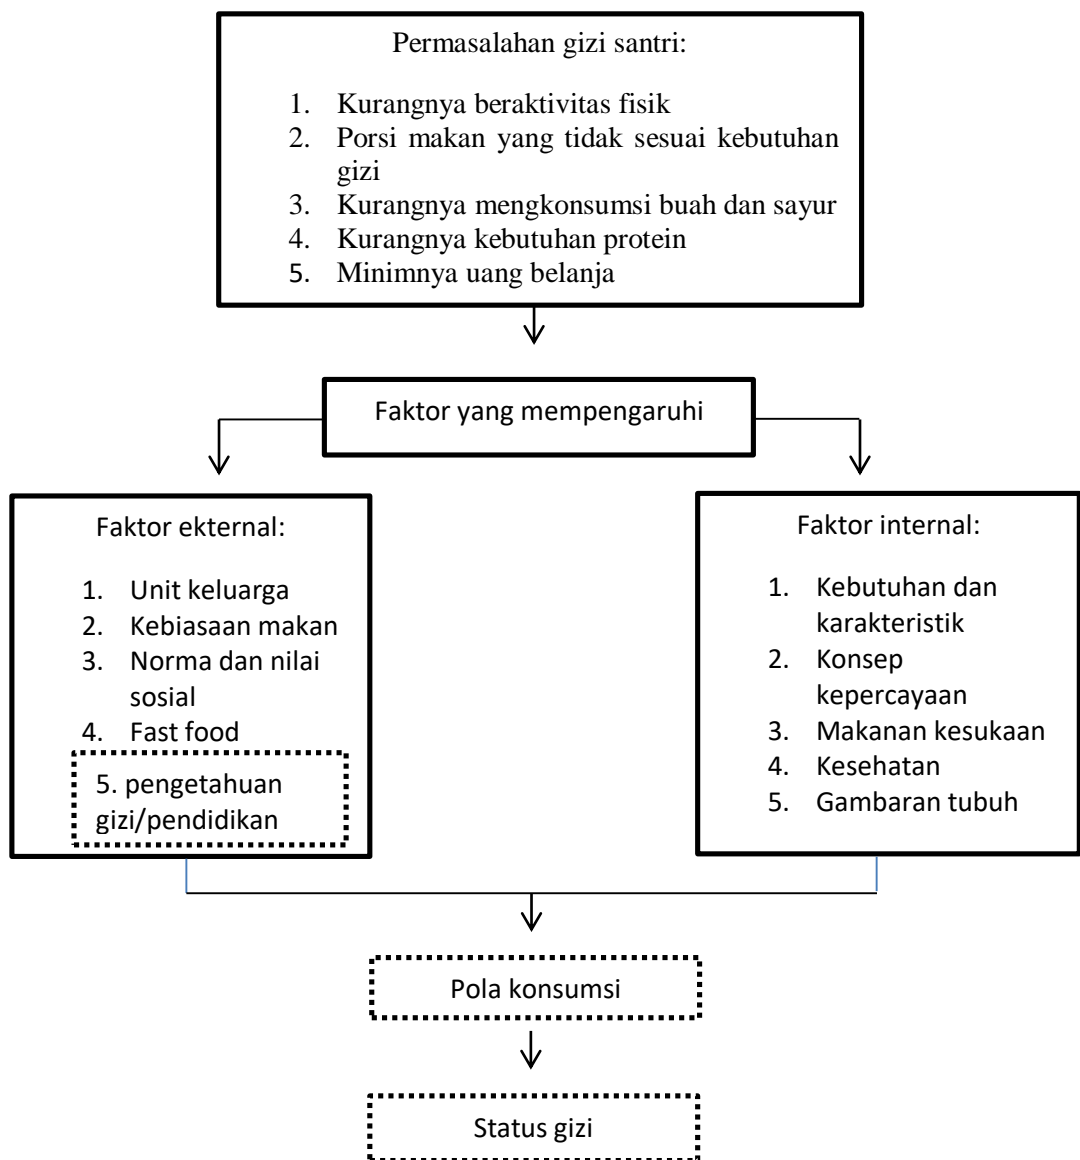 Permasalahan gizi santri:
1. Kurangnya beraktivitas fisik
2. Porsi makan yang tidak sesuai kebutuhan
gizi
3. Kurangnya mengkonsumsi buah dan sayur
4. Kurangnya kebutuhan protein
5. Minimnya uang belanja
Faktor yang mempengaruhi
Faktor ekternal:
1. Unit keluarga
2. Kebiasaan makan
3. Norma dan nilai
sosial
4. Fast food
5. pengetahuan
gizi/pendidikan
Faktor internal:
1. Kebutuhan dan
karakteristik
2. Konsep
kepercayaan
3. Makanan kesukaan
4. Kesehatan
5. Gambaran tubuh
Pola konsumsi
Status gizi